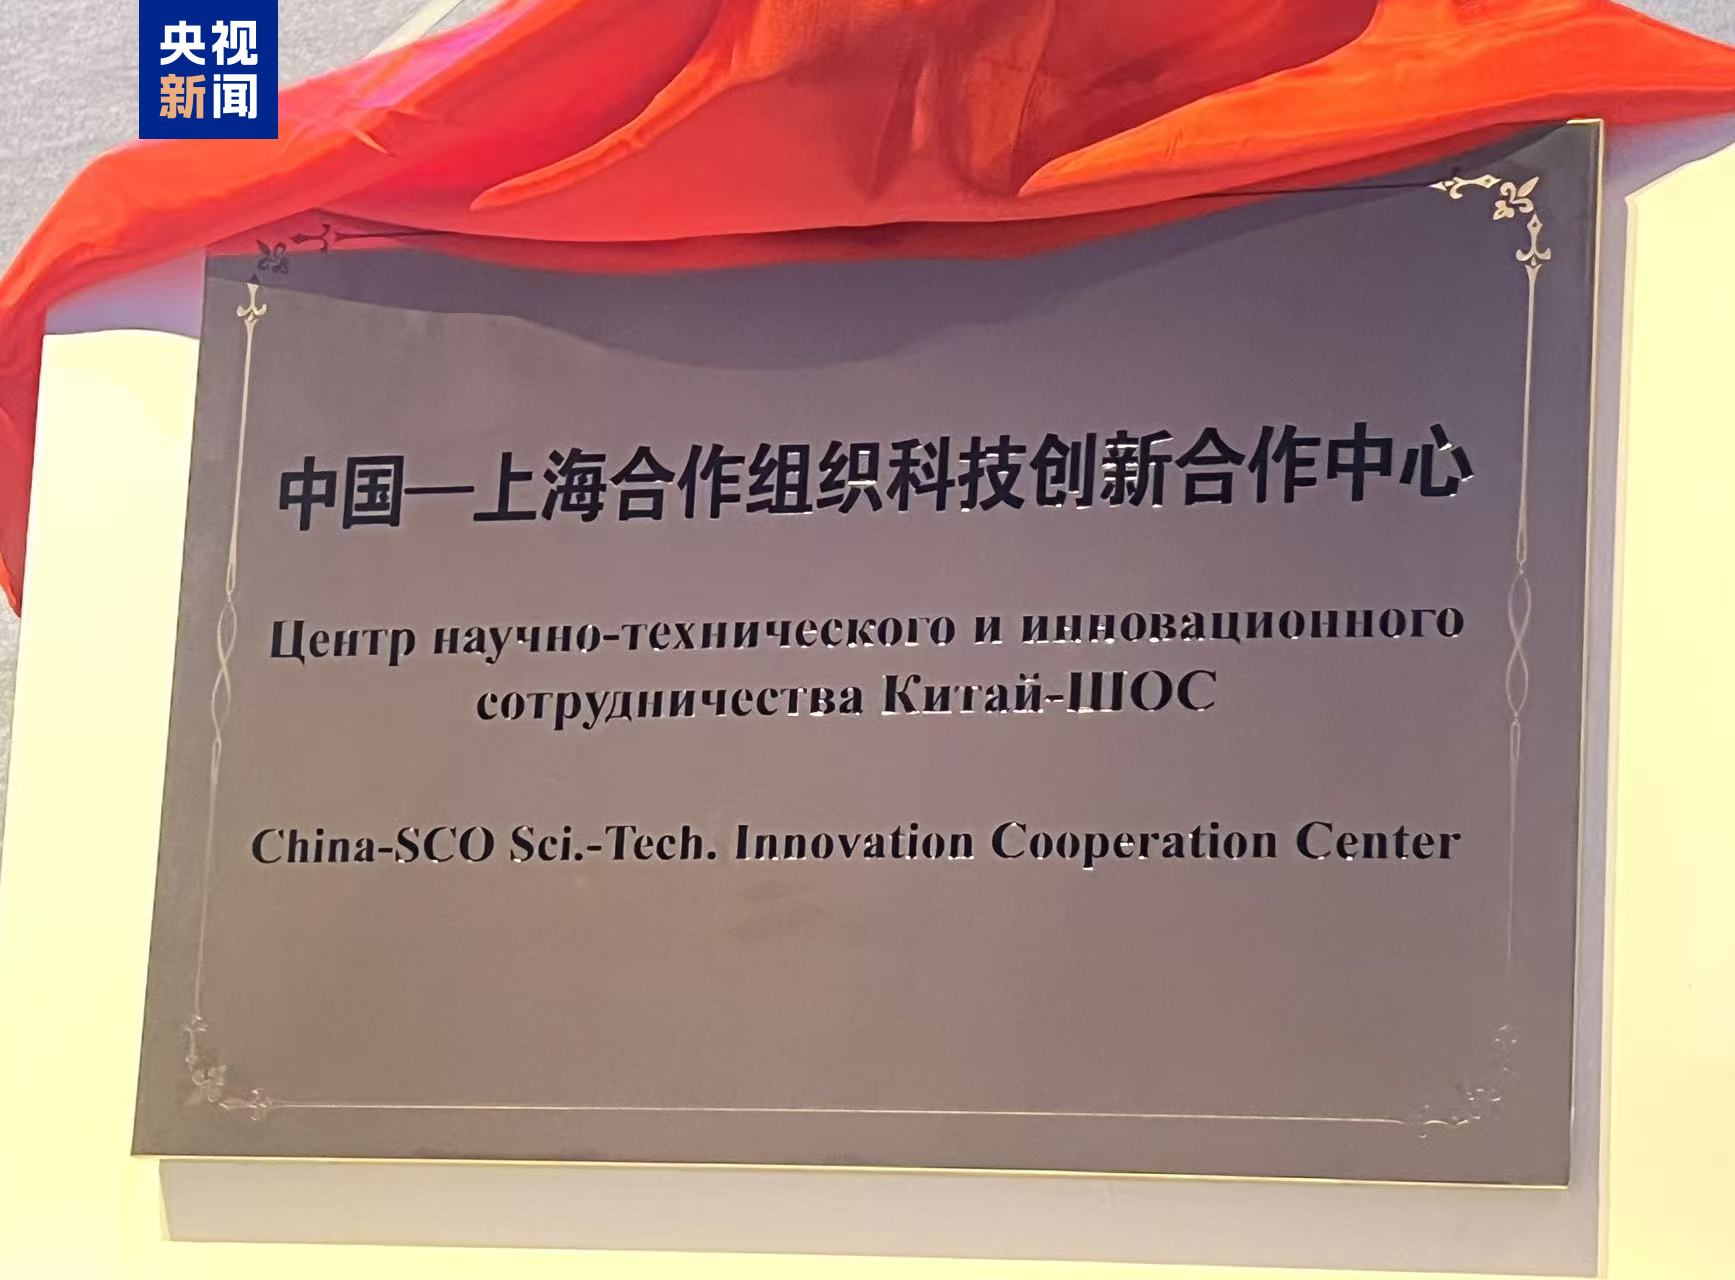 央视
新闻
中国—上海合作组织科技创新合作中心
Центр научно-технического и инновационного
сотрудничества Китай-ШОС
China-SCO Sci.-Tech. Innovation Cooperation Center